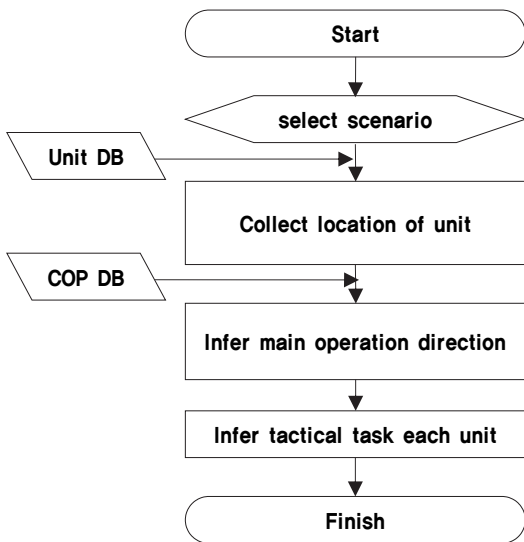 Start
select scenario
Unit DB
Collect location of unit
COP DB
Infer main operation direction
Infer tactical task each unit
Finish